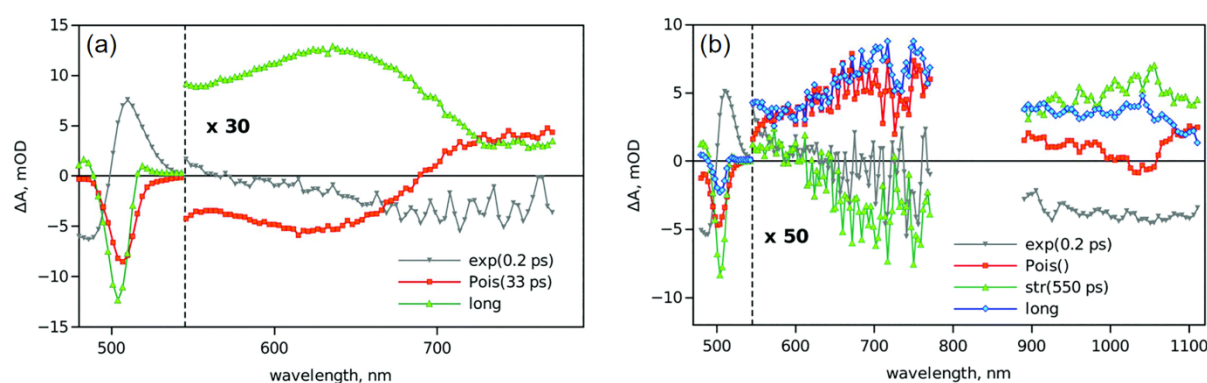 (a)
15
10
5
0
−5
−10
−15
ΔA, mOD
x 30
exp(0.2 ps)
Pois(33 ps)
long
500 600 700
wavelength, nm
(b)
10
5
0
−5
−10
ΔA, mOD
x 50
exp(0.2 ps)
Pois()
str(550 ps)
long
500 600 700 800 900 1000 1100
wavelength, nm